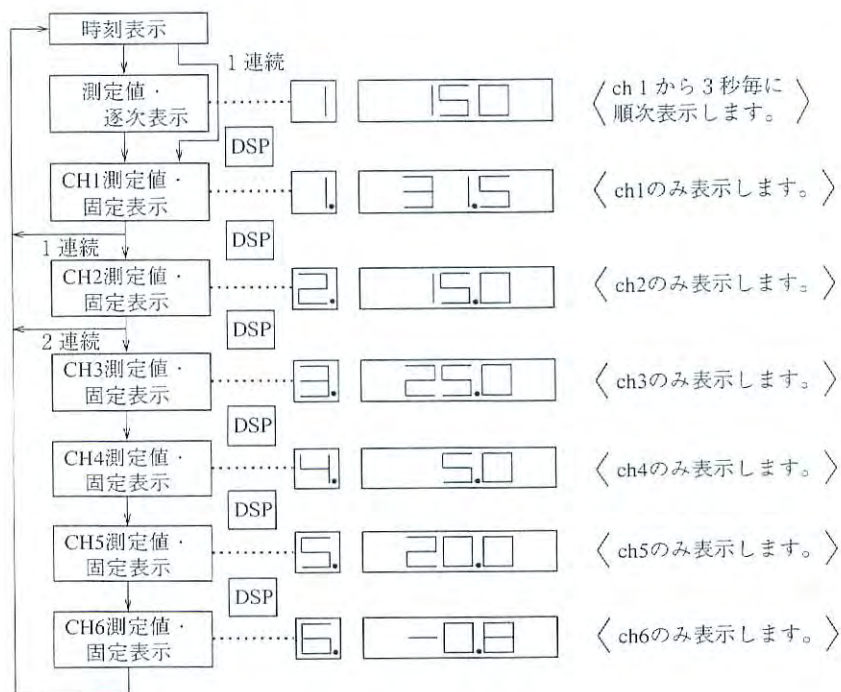 時刻表示
1 連続
測定値・
逐次表示
1
150
〈 ch 1 から 3 秒毎に
順次表示します。 〉
DSP
CH1測定値・
固定表示
1.
31.5
〈 ch1のみ表示します。 〉
1 連続
DSP
CH2測定値・
固定表示
2.
15.0
〈 ch2のみ表示します。 〉
2 連続
DSP
CH3測定値・
固定表示
3.
25.0
〈 ch3のみ表示します。 〉
DSP
CH4測定値・
固定表示
4.
5.0
〈 ch4のみ表示します。 〉
DSP
CH5測定値・
固定表示
5.
20.0
〈 ch5のみ表示します。 〉
DSP
CH6測定値・
固定表示
6.
-0.8
〈 ch6のみ表示します。 〉